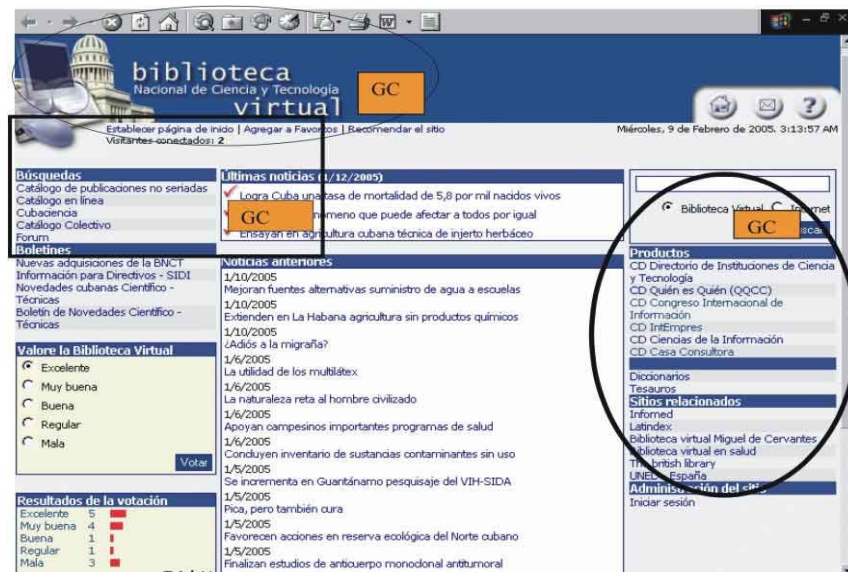 biblioteca
Nacional de Ciencia y Tecnología
virtual
GC
Establecer página de inicio | Agregar a Favoritos | Recomendar el sitio
Visitantes conectados: 2
Miércoles, 9 de Febrero de 2005. 3:13:57 AM
Búsquedas
Catálogo de publicaciones no seriadas
Catálogo en línea
Cubaciencia
Catálogo Colectivo
Forum
Boletines
Nuevas adquisiciones de la BNCT
Información para Directivos - SIDI
Novedades cubanas Científico -
Técnicas
Boletín de Novedades Científico -
Técnicas
Valore la Biblioteca Virtual
Excelente
Muy buena
Buena
Regular
Mala
Votar
Resultados de la votación
Excelente 5
Muy buena 4
Buena 1
Regular 1
Mala 3
Últimas noticias (1/12/2005)
Logra Cuba una tasa de mortalidad de 5,8 por mil nacidos vivos
GC
que puede afectar a todos por igual
Ensayan en agricultura cubana técnica de injerto herbáceo
Noticias anteriores
1/10/2005
Mejoran fuentes alternativas suministro de agua a escuelas
1/10/2005
Extienden en La Habana agricultura sin productos químicos
1/10/2005
¿Adiós a la migraña?
1/6/2005
La utilidad de los multilátex
1/6/2005
La naturaleza reta al hombre civilizado
1/6/2005
Apoyan campesinos importantes programas de salud
1/6/2005
Concluyen inventario de sustancias contaminantes sin uso
1/5/2005
Se incrementa en Guantánamo pesquisaje del VIH-SIDA
1/5/2005
Pica, pero también cura
1/5/2005
Favorecen acciones en reserva ecológica del Norte cubano
1/5/2005
Finalizan estudios de anticuerpo monoclonal antitumoral
Biblioteca Virtual
Internet
GC
Productos
CD Directorio de Instituciones de Ciencia
y Tecnología
CD Quién es Quién (QQCC)
CD Congreso Internacional de
Información
CD IntEmpres
CD Ciencias de la Información
CD Casa Consultora
Diccionarios
Tesauros
Sitios relacionados
Infomed
Latindex
Biblioteca virtual Miguel de Cervantes
Biblioteca virtual en salud
The british library
UNED - España
Administración del sitio
Iniciar sesión